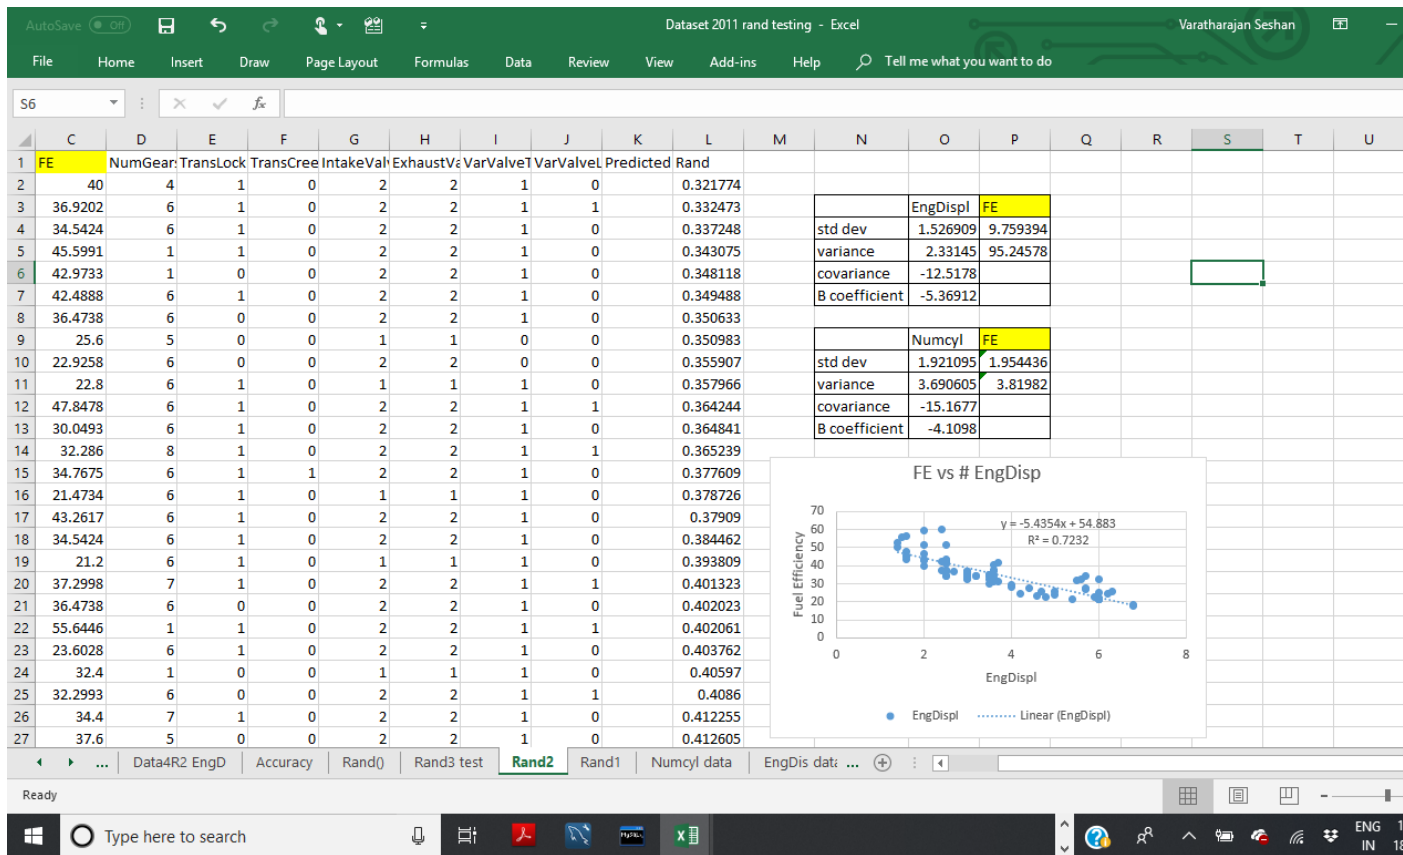 AutoSave Off Dataset 2011 rand testing - Excel Varatharajan Seshan
File Home Insert Draw Page Layout Formulas Data Review View Add-ins Help Tell me what you want to do
S6 fx
C D E F G H I J K L M N O P Q R S T U
1 FE NumGear TransLock TransCree IntakeVal ExhaustVa VarValveT VarValveL Predicted Rand
2 40 4 1 0 2 2 1 0 0.321774
3 36.9202 6 1 0 2 2 1 1 0.332473 EngDispl FE
4 34.5424 6 1 0 2 2 1 0 0.337248 std dev 1.526909 9.759394
5 45.5991 1 1 0 2 2 1 0 0.343075 variance 2.33145 95.24578
6 42.9733 1 0 0 2 2 1 0 0.348118 covariance -12.5178
7 42.4888 6 1 0 2 2 1 0 0.349488 B coefficient -5.36912
8 36.4738 6 0 0 2 2 1 0 0.350633
9 25.6 5 0 0 1 1 0 0 0.350983 Numcyl FE
10 22.9258 6 0 0 2 2 0 0 0.355907 std dev 1.921095 1.954436
11 22.8 6 1 0 1 1 1 0 0.357966 variance 3.690605 3.81982
12 47.8478 6 1 0 2 2 1 1 0.364244 covariance -15.1677
13 30.0493 6 1 0 2 2 1 0 0.364841 B coefficient -4.1098
14 32.286 8 1 0 2 2 1 1 0.365239
15 34.7675 6 1 1 2 2 1 0 0.377609
16 21.4734 6 1 0 1 1 1 0 0.378726
17 43.2617 6 1 0 2 2 1 0 0.37909
18 34.5424 6 1 0 2 2 1 0 0.384462
19 21.2 6 1 0 1 1 1 0 0.393809
20 37.2998 7 1 0 2 2 1 1 0.401323
21 36.4738 6 0 0 2 2 1 0 0.402023
22 55.6446 1 1 0 2 2 1 1 0.402061
23 23.6028 6 1 0 2 2 1 0 0.403762
24 32.4 1 0 0 1 1 1 0 0.40597
25 32.2993 6 0 0 2 2 1 1 0.4086
26 34.4 7 1 0 2 2 1 0 0.412255
27 37.6 5 0 0 2 2 1 0 0.412605
FE vs # EngDisp
y = -5.4354x + 54.883
R² = 0.7232
Fuel Efficiency
70
60
50
40
30
20
10
0
0 2 4 6 8
EngDispl
EngDispl Linear (EngDispl)
... Data4R2 EngD Accuracy Rand() Rand3 test Rand2 Rand1 Numcyl data EngDis data ...
Ready
Type here to search MySQL ENG
IN